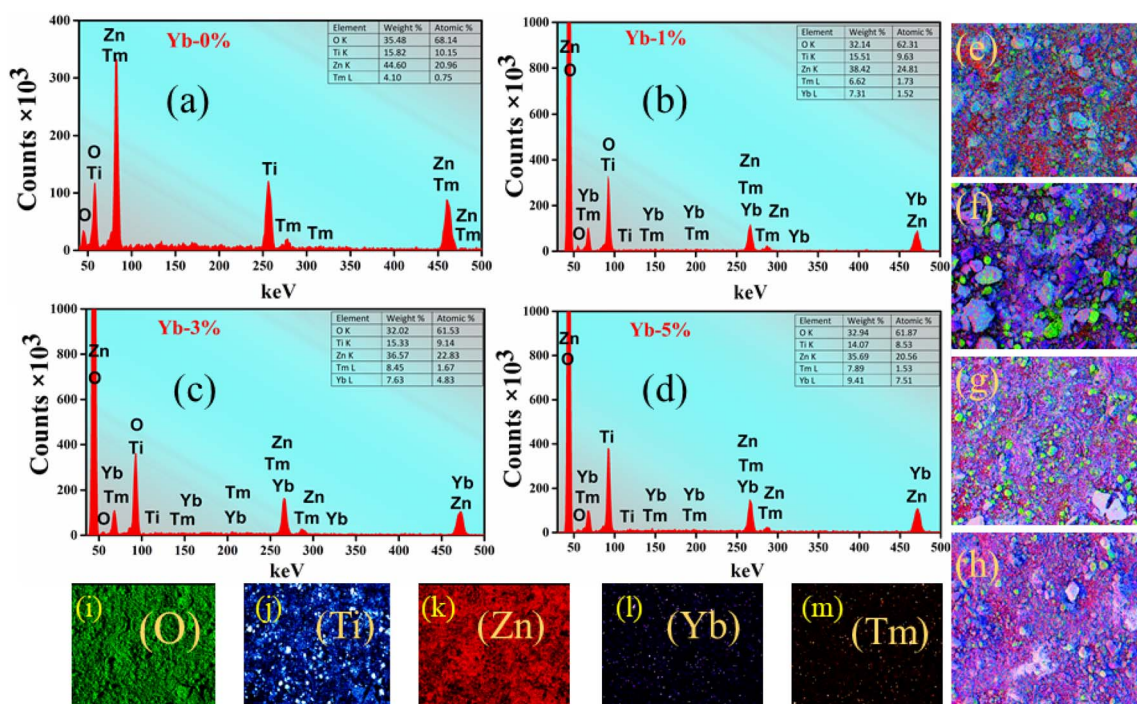 Yb-0%
(a)
Counts ×10³
400
300
200
100
0
50 100 150 200 250 300 350 400 450 500
keV
Zn
Tm
O
Ti
O
Ti
Tm
Tm
Zn
Tm
Zn
Tm
Element Weight % Atomic %
O K 35.48 68.14
Ti K 15.82 10.15
Zn K 44.60 20.96
Tm L 4.10 0.75
Yb-1%
(b)
Counts ×10³
1000
800
600
400
200
0
50 100 150 200 250 300 350 400 450 500
keV
Zn
O
O
Ti
Yb
Tm
O
Ti
Yb
Tm
Yb
Tm
Zn
Tm
Yb
Zn
Tm
Yb
Yb
Zn
Element Weight % Atomic %
O K 32.14 62.31
Ti K 15.51 9.63
Zn K 38.42 24.81
Tm L 6.62 1.73
Yb L 7.31 1.52
Yb-3%
(c)
Counts ×10³
1000
800
600
400
200
0
50 100 150 200 250 300 350 400 450 500
keV
Zn
O
O
Ti
Yb
Tm
O
Ti
Yb
Tm
Tm
Yb
Zn
Tm
Yb
Zn
Tm
Yb
Yb
Zn
Element Weight % Atomic %
O K 32.02 61.53
Ti K 15.33 9.14
Zn K 36.57 22.83
Tm L 8.45 1.67
Yb L 7.63 4.83
Yb-5%
(d)
Counts ×10³
1000
800
600
400
200
0
50 100 150 200 250 300 350 400 450 500
keV
Zn
O
Ti
Yb
Tm
O
Ti
Yb
Tm
Yb
Tm
Zn
Tm
Yb
Zn
Tm
Yb
Zn
Element Weight % Atomic %
O K 32.94 61.87
Ti K 14.07 8.53
Zn K 35.69 20.56
Tm L 7.89 1.53
Yb L 9.41 7.51
(e)
(f)
(g)
(h)
(i)
(O)
(j)
(Ti)
(k)
(Zn)
(l)
(Yb)
(m)
(Tm)